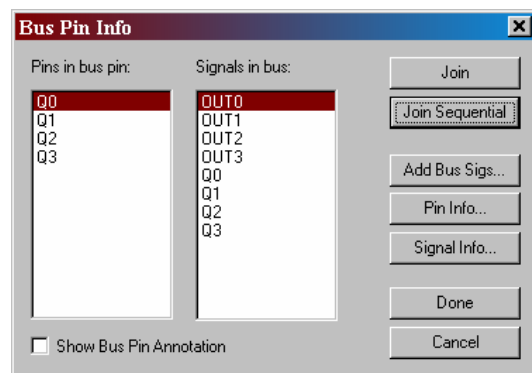 Bus Pin Info
Pins in bus pin:
Q0
Q1
Q2
Q3
Signals in bus:
OUT0
OUT1
OUT2
OUT3
Q0
Q1
Q2
Q3
Join
Join Sequential
Add Bus Sigs...
Pin Info...
Signal Info...
Done
Cancel
Show Bus Pin Annotation